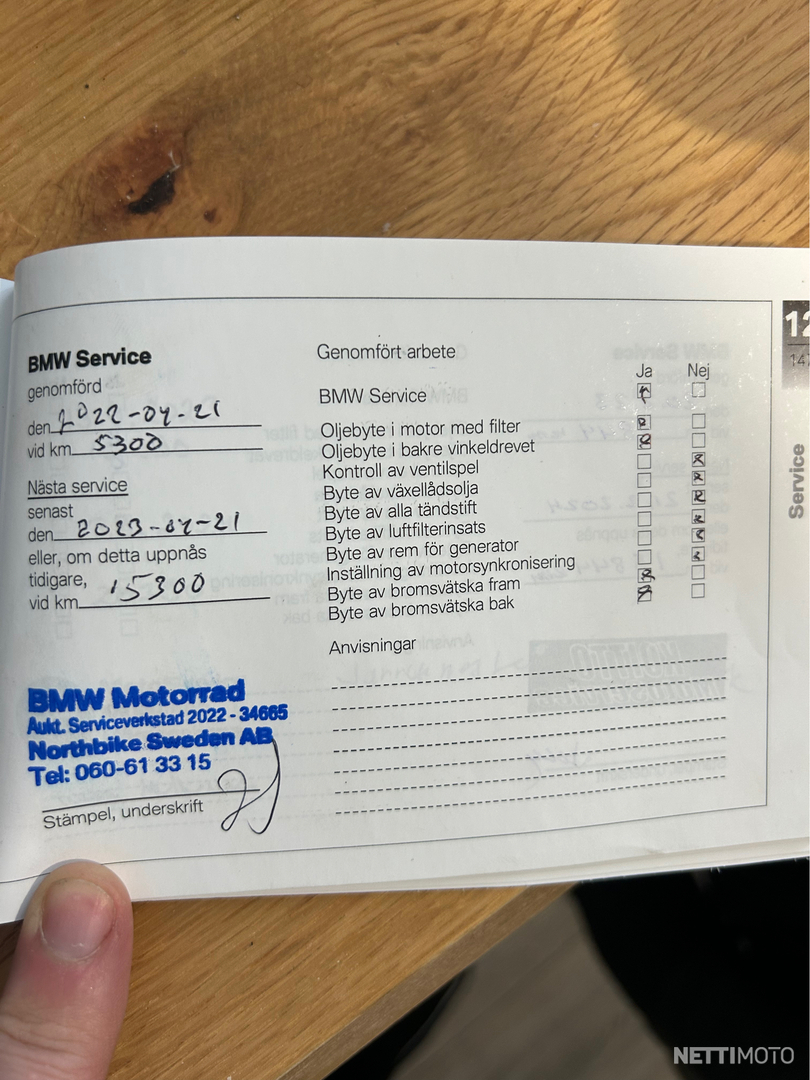 BMW Service
genomförd
den 2022-04-21
vid km 5300
Nästa service
senast
den 2023-04-21
eller, om detta uppnås
tidigare,
vid km 15300
BMW Motorrad
Aukt. Serviceverkstad 2022 - 34665
Northbike Sweden AB
Tel: 060-61 33 15
Stämpel, underskrift
Genomfört arbete
Ja Nej
BMW Service
Oljebyte i motor med filter
Oljebyte i bakre vinkeldrevet
Kontroll av ventilspel
Byte av växellådsolja
Byte av alla tändstift
Byte av luftfilterinsats
Byte av rem för generator
Inställning av motorsynkronisering
Byte av bromsvätska fram
Byte av bromsvätska bak
Anvisningar
12
147
Service
NETTIMOTO